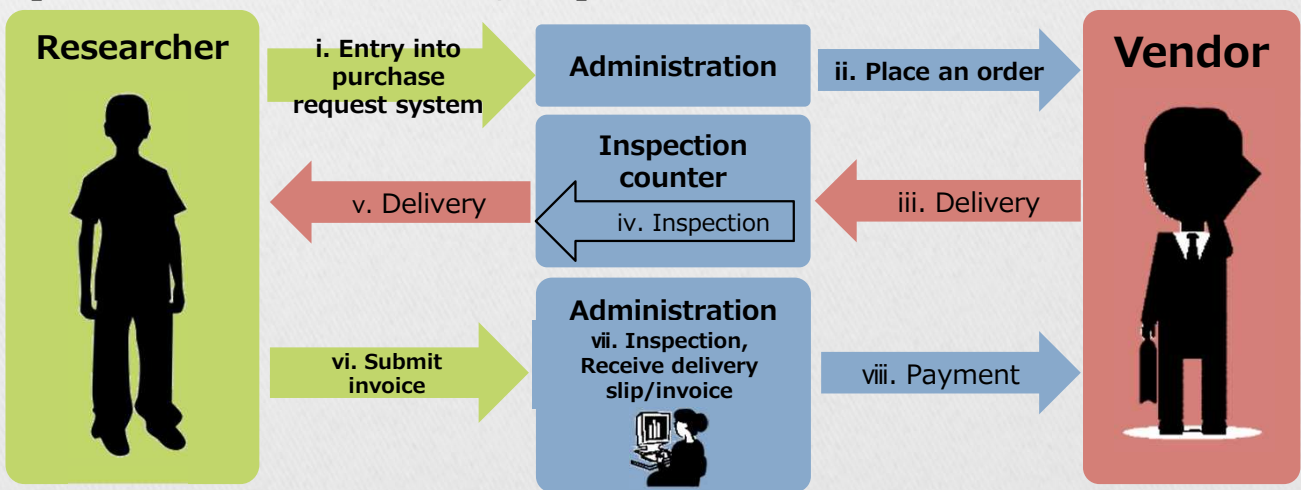 Researcher
i. Entry into
purchase
request system
Administration
ii. Place an order
Vendor
Inspection
counter
v. Delivery
iv. Inspection
iii. Delivery
vi. Submit
invoice
Administration
vii. Inspection,
Receive delivery
slip/invoice
viii. Payment